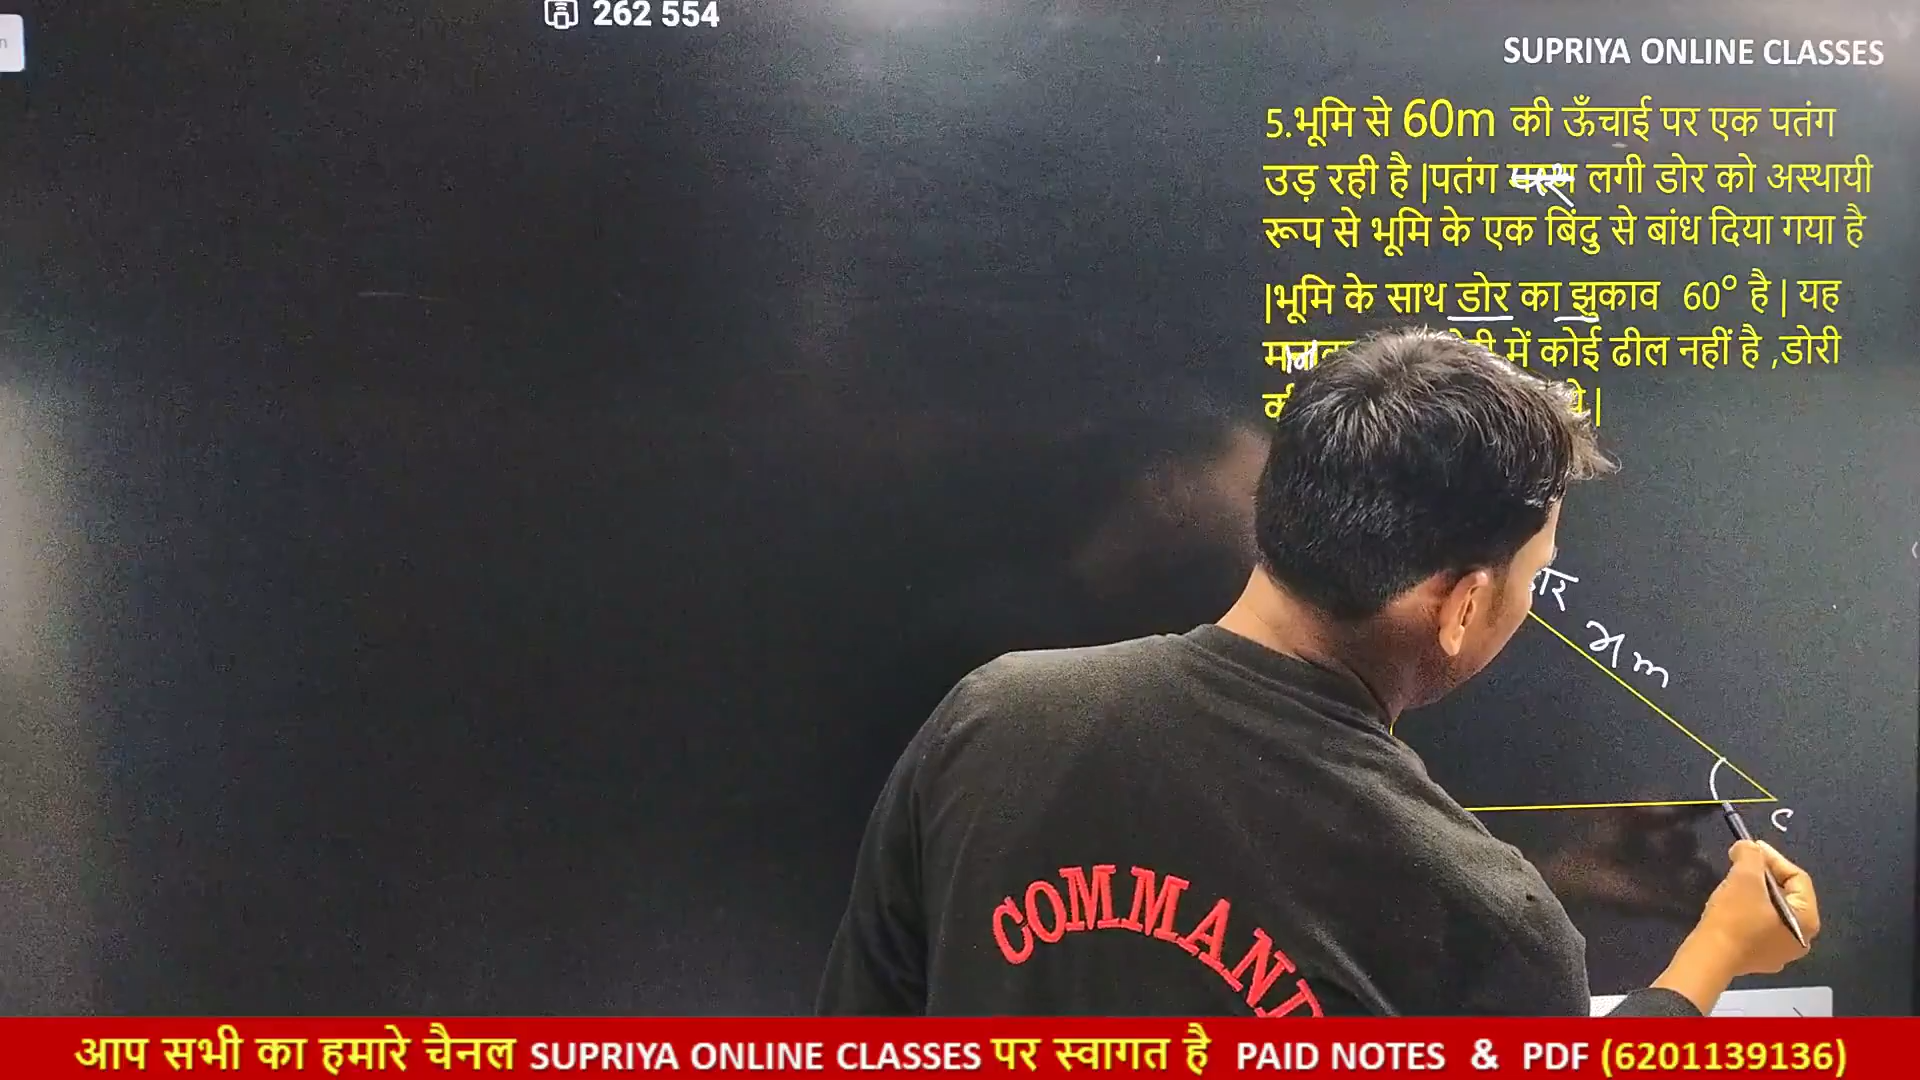 262 554
SUPRIYA ONLINE CLASSES
5.भूमि से 60m की ऊँचाई पर एक पतंग
उड़ रही है |पतंग लगी डोर को अस्थायी
रूप से भूमि के एक बिंदु से बांध दिया गया है
|भूमि के साथ डोर का झुकाव 60° है | यह
में कोई ढील नहीं है ,डोरी
x m
C
COMMAND
आप सभी का हमारे चैनल SUPRIYA ONLINE CLASSES पर स्वागत है PAID NOTES & PDF (6201139136)